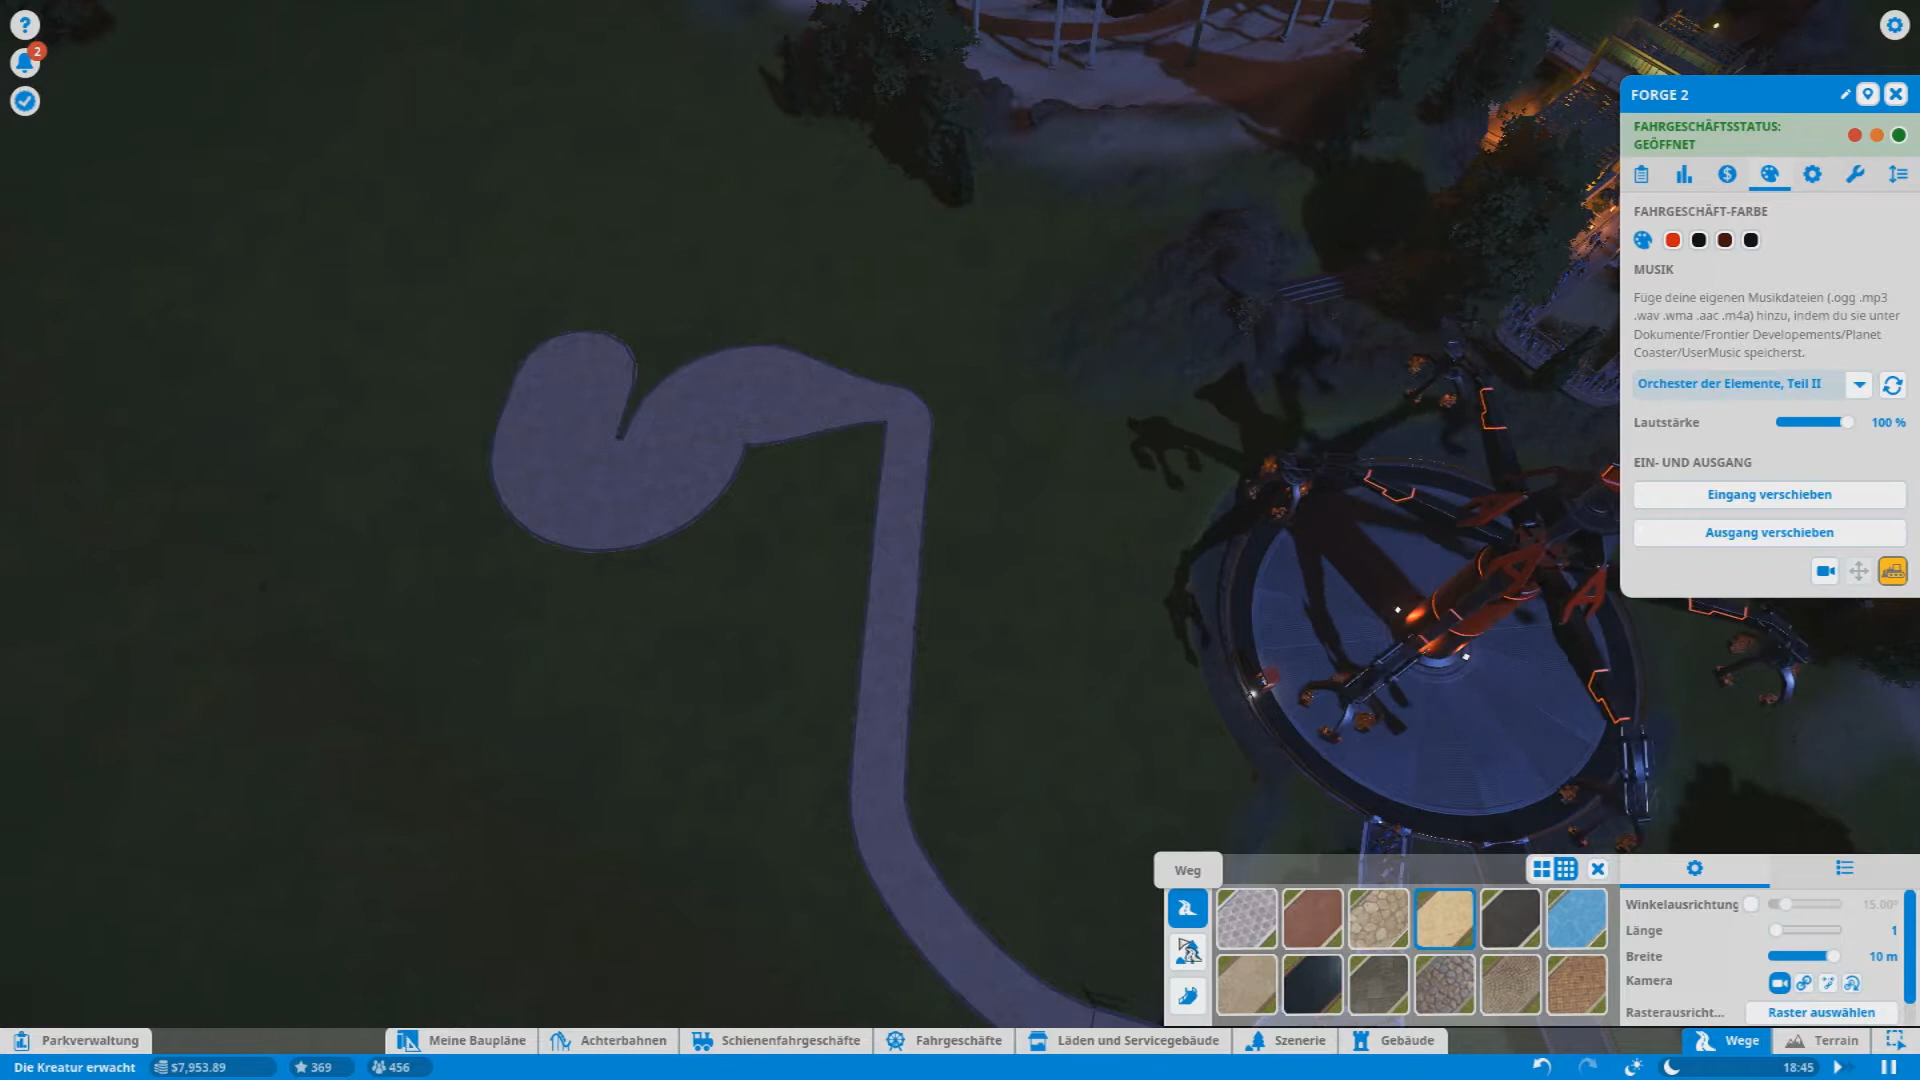 ?
2
FORGE 2
FAHRGESCHÄFTSSTATUS:
GEÖFFNET
FAHRGESCHÄFT-FARBE
MUSIK
Füge deine eigenen Musikdateien (.ogg .mp3
.wav .wma .aac .m4a) hinzu, indem du sie unter
Dokumente/Frontier Developements/Planet
Coaster/UserMusic speicherst.
Orchester der Elemente, Teil II
Lautstärke 100 %
EIN- UND AUSGANG
Eingang verschieben
Ausgang verschieben
Weg
Winkelausrichtung 15.00°
Länge 1
Breite 10 m
Kamera
Rasterausricht... Raster auswählen
Parkverwaltung Meine Baupläne Achterbahnen Schienenfahrgeschäfte Fahrgeschäfte Läden und Servicegebäude Szenerie Gebäude Wege Terrain
Die Kreatur erwacht $7,953.89 369 456 18:45